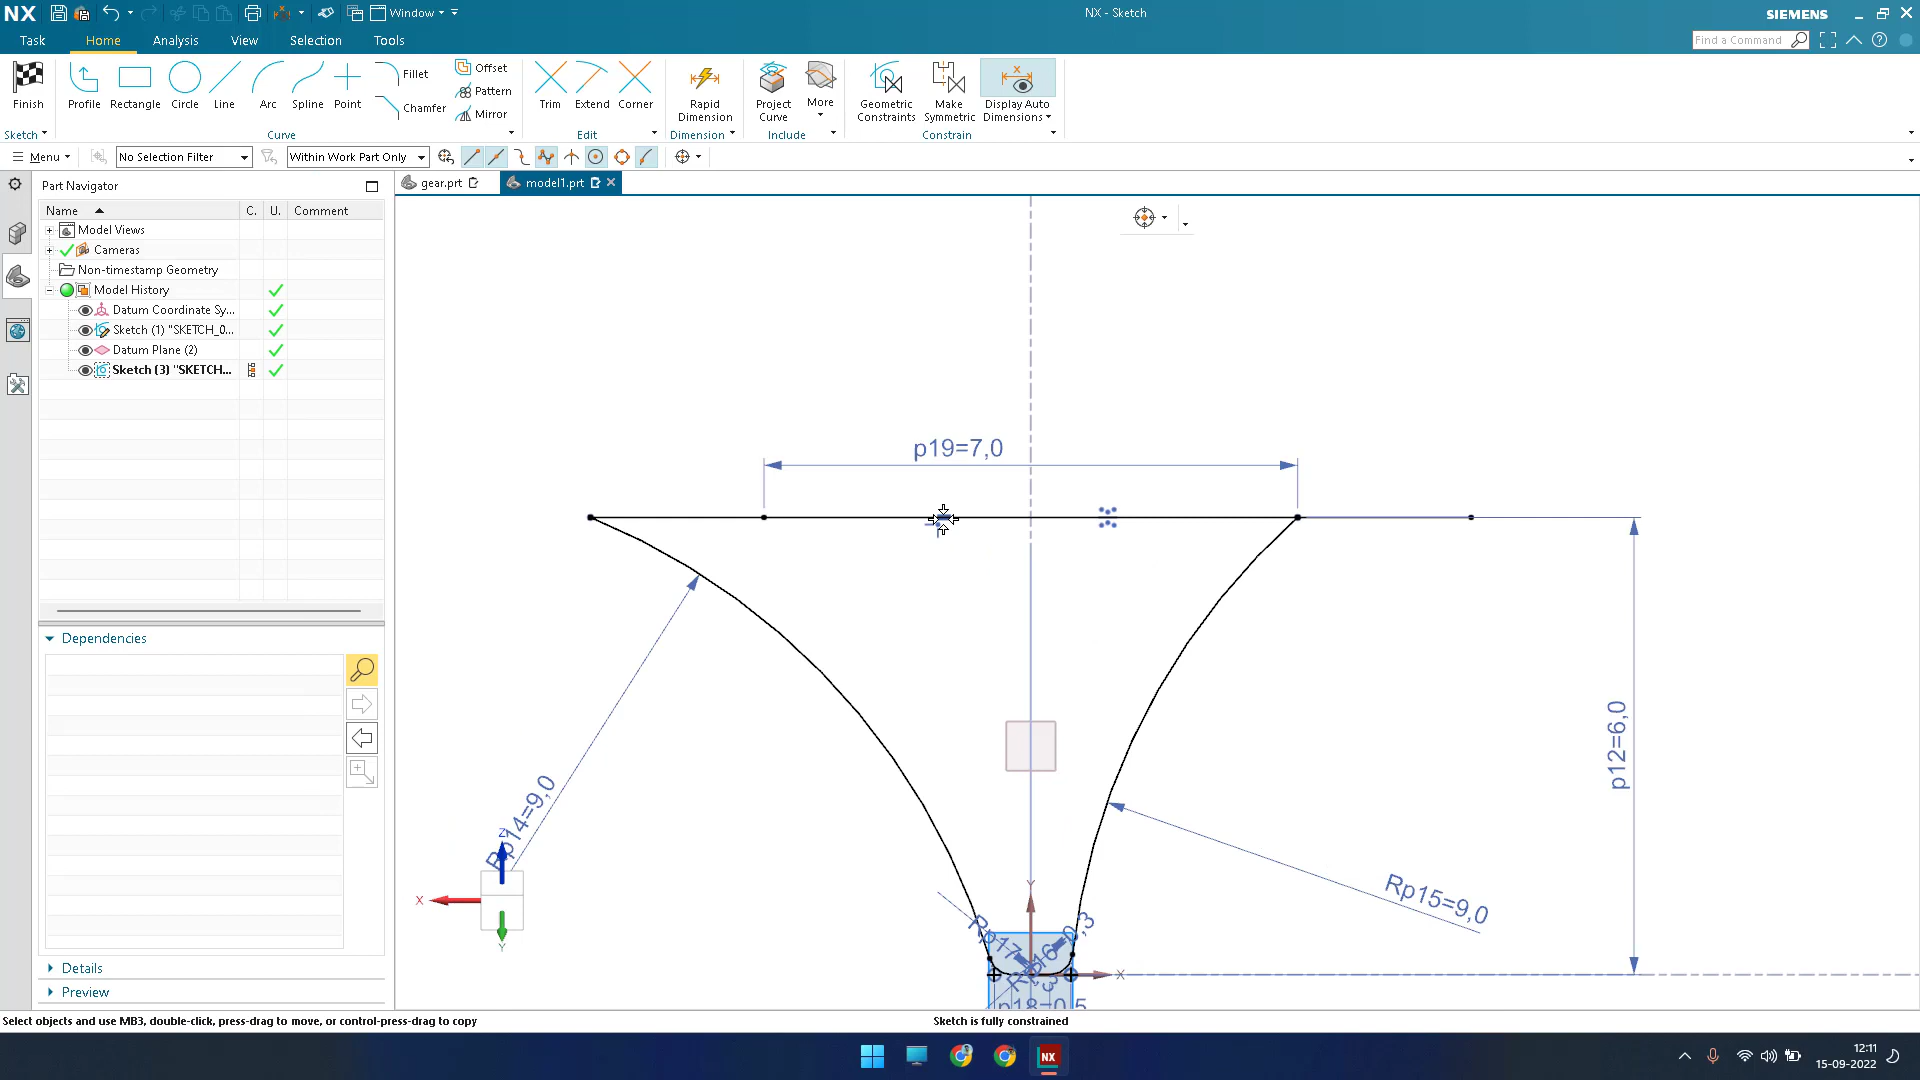 NX
Window
NX - Sketch
SIEMENS
Task
Home
Analysis
View
Selection
Tools
Find a Command
Finish
Profile
Rectangle
Circle
Line
Arc
Spline
Point
Fillet
Chamfer
Offset
Pattern
Mirror
Trim
Extend
Corner
Rapid
Dimension
Project
Curve
More
Geometric
Constraints
Make
Symmetric
Display Auto
Dimensions
Sketch
Curve
Edit
Dimension
Include
Constrain
Menu
No Selection Filter
Within Work Part Only
Part Navigator
gear.prt
model1.prt
Name
C.
U.
Comment
Model Views
Cameras
Non-timestamp Geometry
Model History
Datum Coordinate Sy...
Sketch (1) "SKETCH_0...
Datum Plane (2)
Sketch (3) "SKETCH...
Dependencies
Details
Preview
p19=7,0
Rp14=9,0
p12=6,0
Rp15=9,0
p18=0,5
Z
X
Y
Y
X
Select objects and use MB3, double-click, press-drag to move, or control-press-drag to copy
Sketch is fully constrained
NX
12:11
15-09-2022